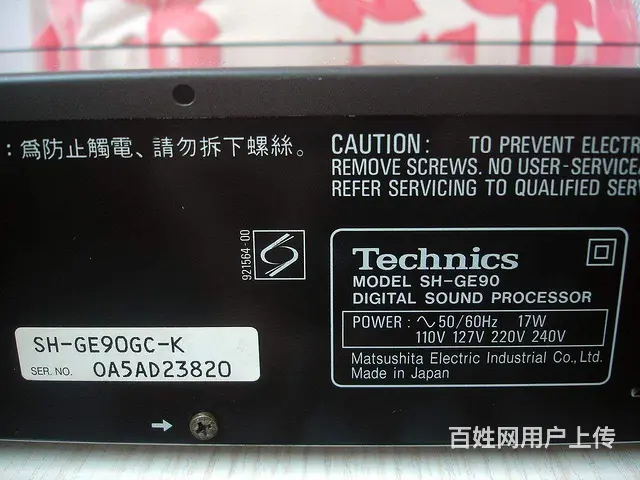 ：為防止觸電、請勿拆下螺絲。
CAUTION: TO PREVENT ELECTR
REMOVE SCREWS. NO USER-SERVICEA
REFER SERVICING TO QUALIFIED SERV
921564-00
Technics
MODEL SH-GE90
DIGITAL SOUND PROCESSOR
POWER: ∿50/60Hz 17W
110V 127V 220V 240V
Matsushita Electric Industrial Co., Ltd.
Made in Japan
SH-GE90GC-K
SER. NO. 0A5AD23820
百姓网用户上传